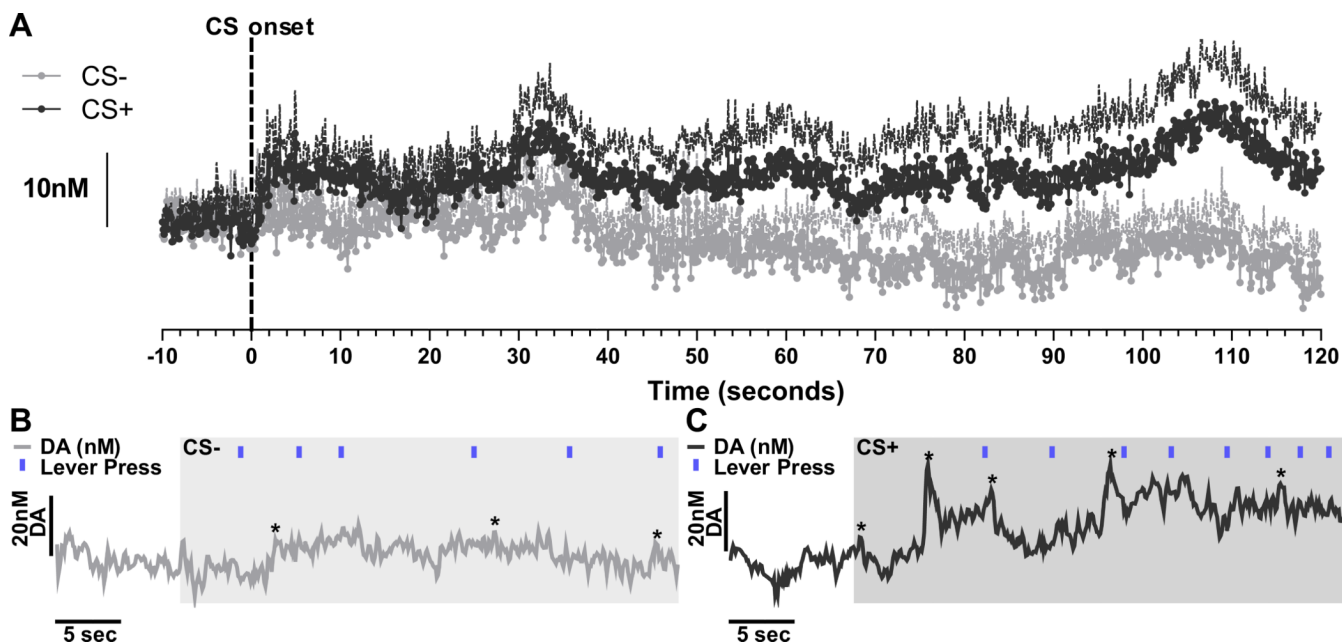 A
CS onset
CS-
CS+
10nM
-10 0 10 20 30 40 50 60 70 80 90 100 110 120
Time (seconds)
B
DA (nM)
Lever Press
CS-
20nM
DA
* * *
5 sec
C
DA (nM)
Lever Press
CS+
20nM
DA
* * * * *
5 sec